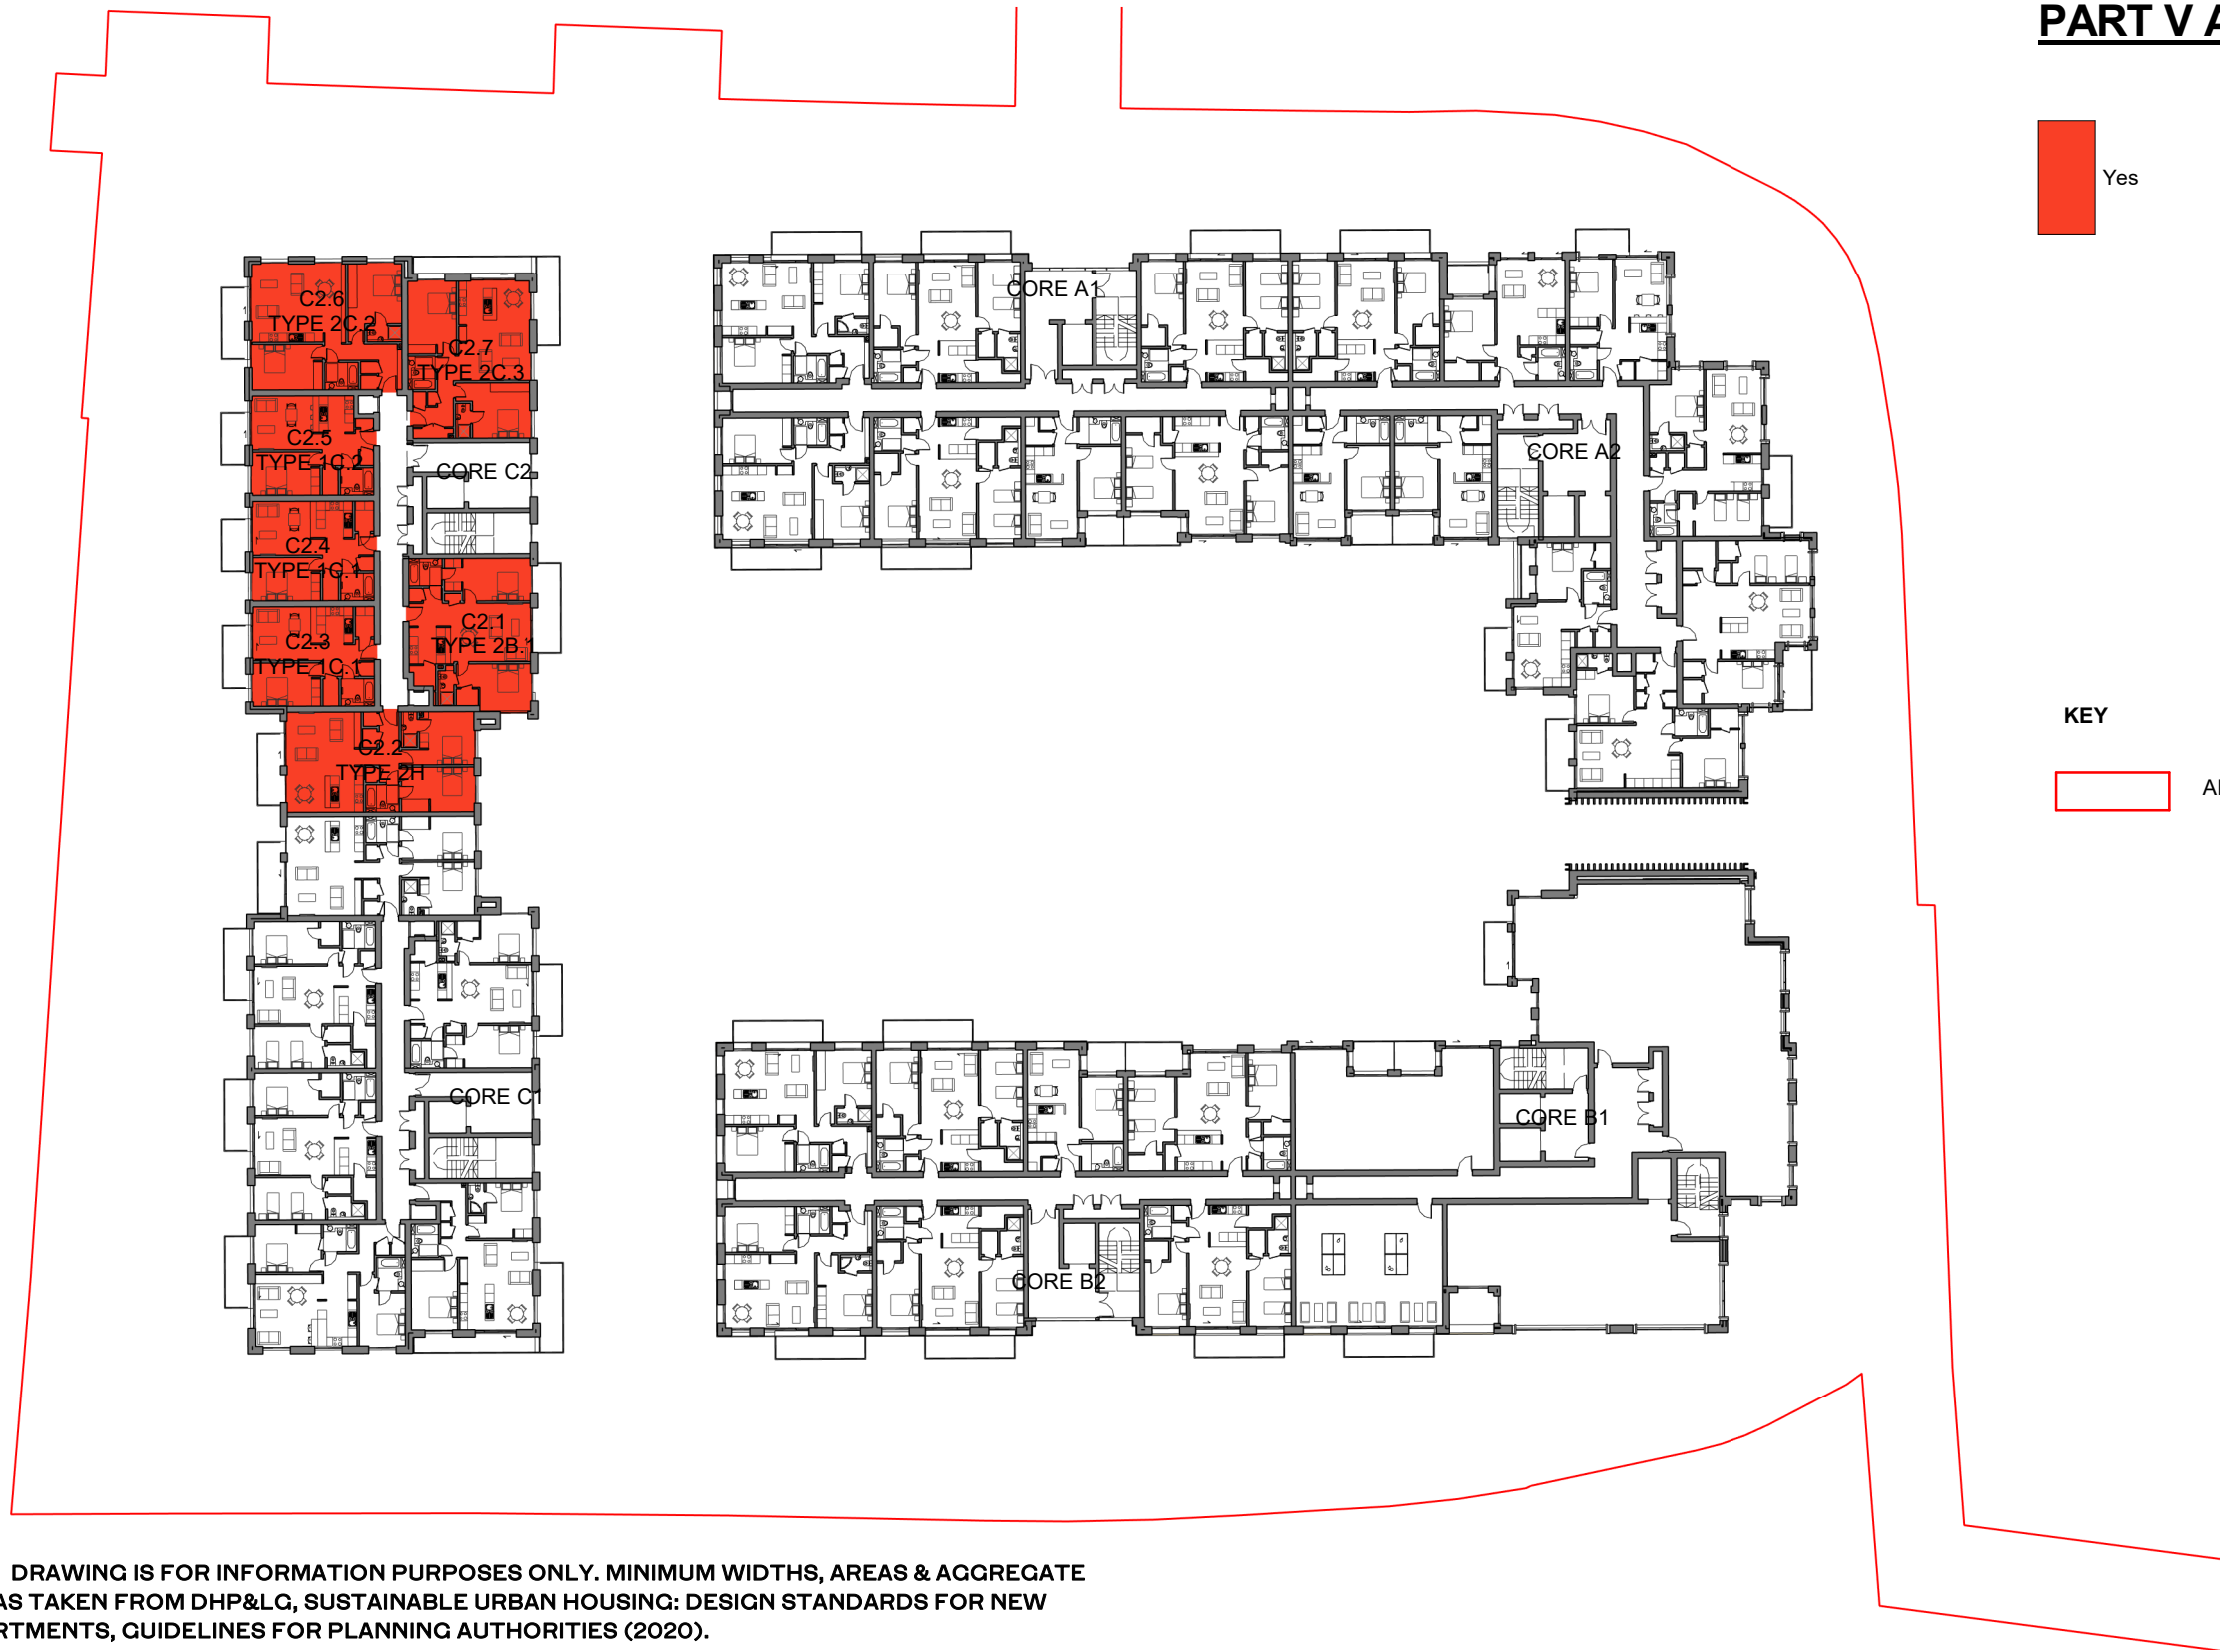 PART V A
Yes
C2.6
TYPE 2C.2
C2.7
TYPE 2C.3
C2.5
TYPE 1C.2
CORE C2
C2.4
TYPE 1C.1
C2.3
TYPE 1C.1
C2.1
TYPE 2B.1
C2.2
TYPE 2H
CORE C1
CORE A1
CORE A2
CORE B1
CORE B2
KEY
DRAWING IS FOR INFORMATION PURPOSES ONLY. MINIMUM WIDTHS, AREAS & AGGREGATE
AS TAKEN FROM DHP&LG, SUSTAINABLE URBAN HOUSING: DESIGN STANDARDS FOR NEW
RTMENTS, GUIDELINES FOR PLANNING AUTHORITIES (2020).